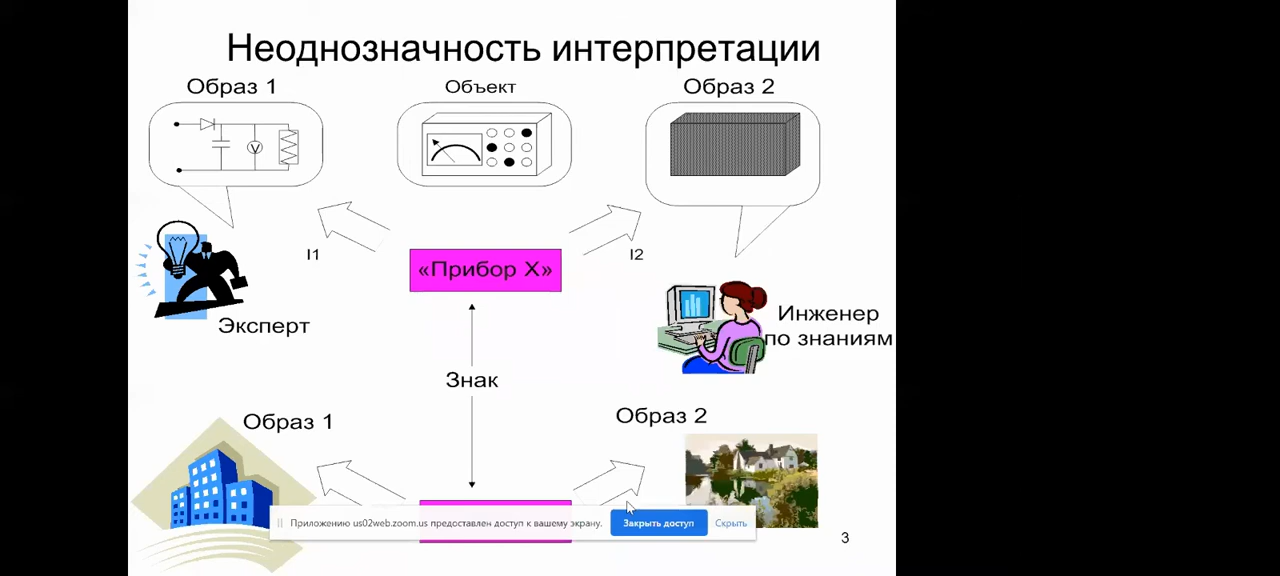 Неоднозначность интерпретации
Образ 1
Объект
Образ 2
V
I1
I2
«Прибор X»
Эксперт
Инженер
по знаниям
Знак
Образ 1
Образ 2
Приложению us02web.zoom.us предоставлен доступ к вашему экрану.
Закрыть доступ
Скрыть
3